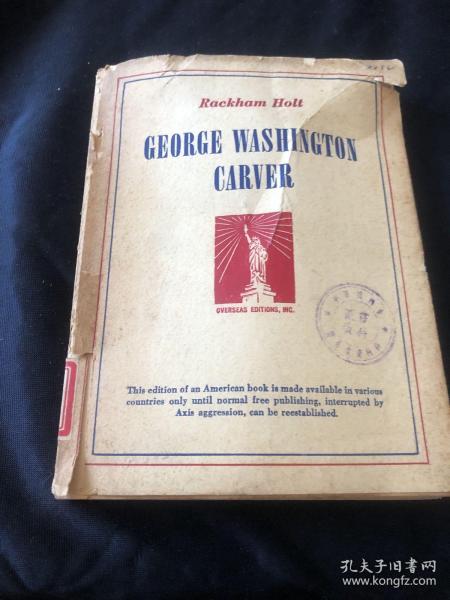 Rackham Holt
GEORGE WASHINGTON
CARVER
OVERSEAS EDITIONS, INC.
This edition of an American book is made available in various
countries only until normal free publishing, interrupted by
Axis aggression, can be reestablished.
孔夫子旧书网
www.kongfz.com